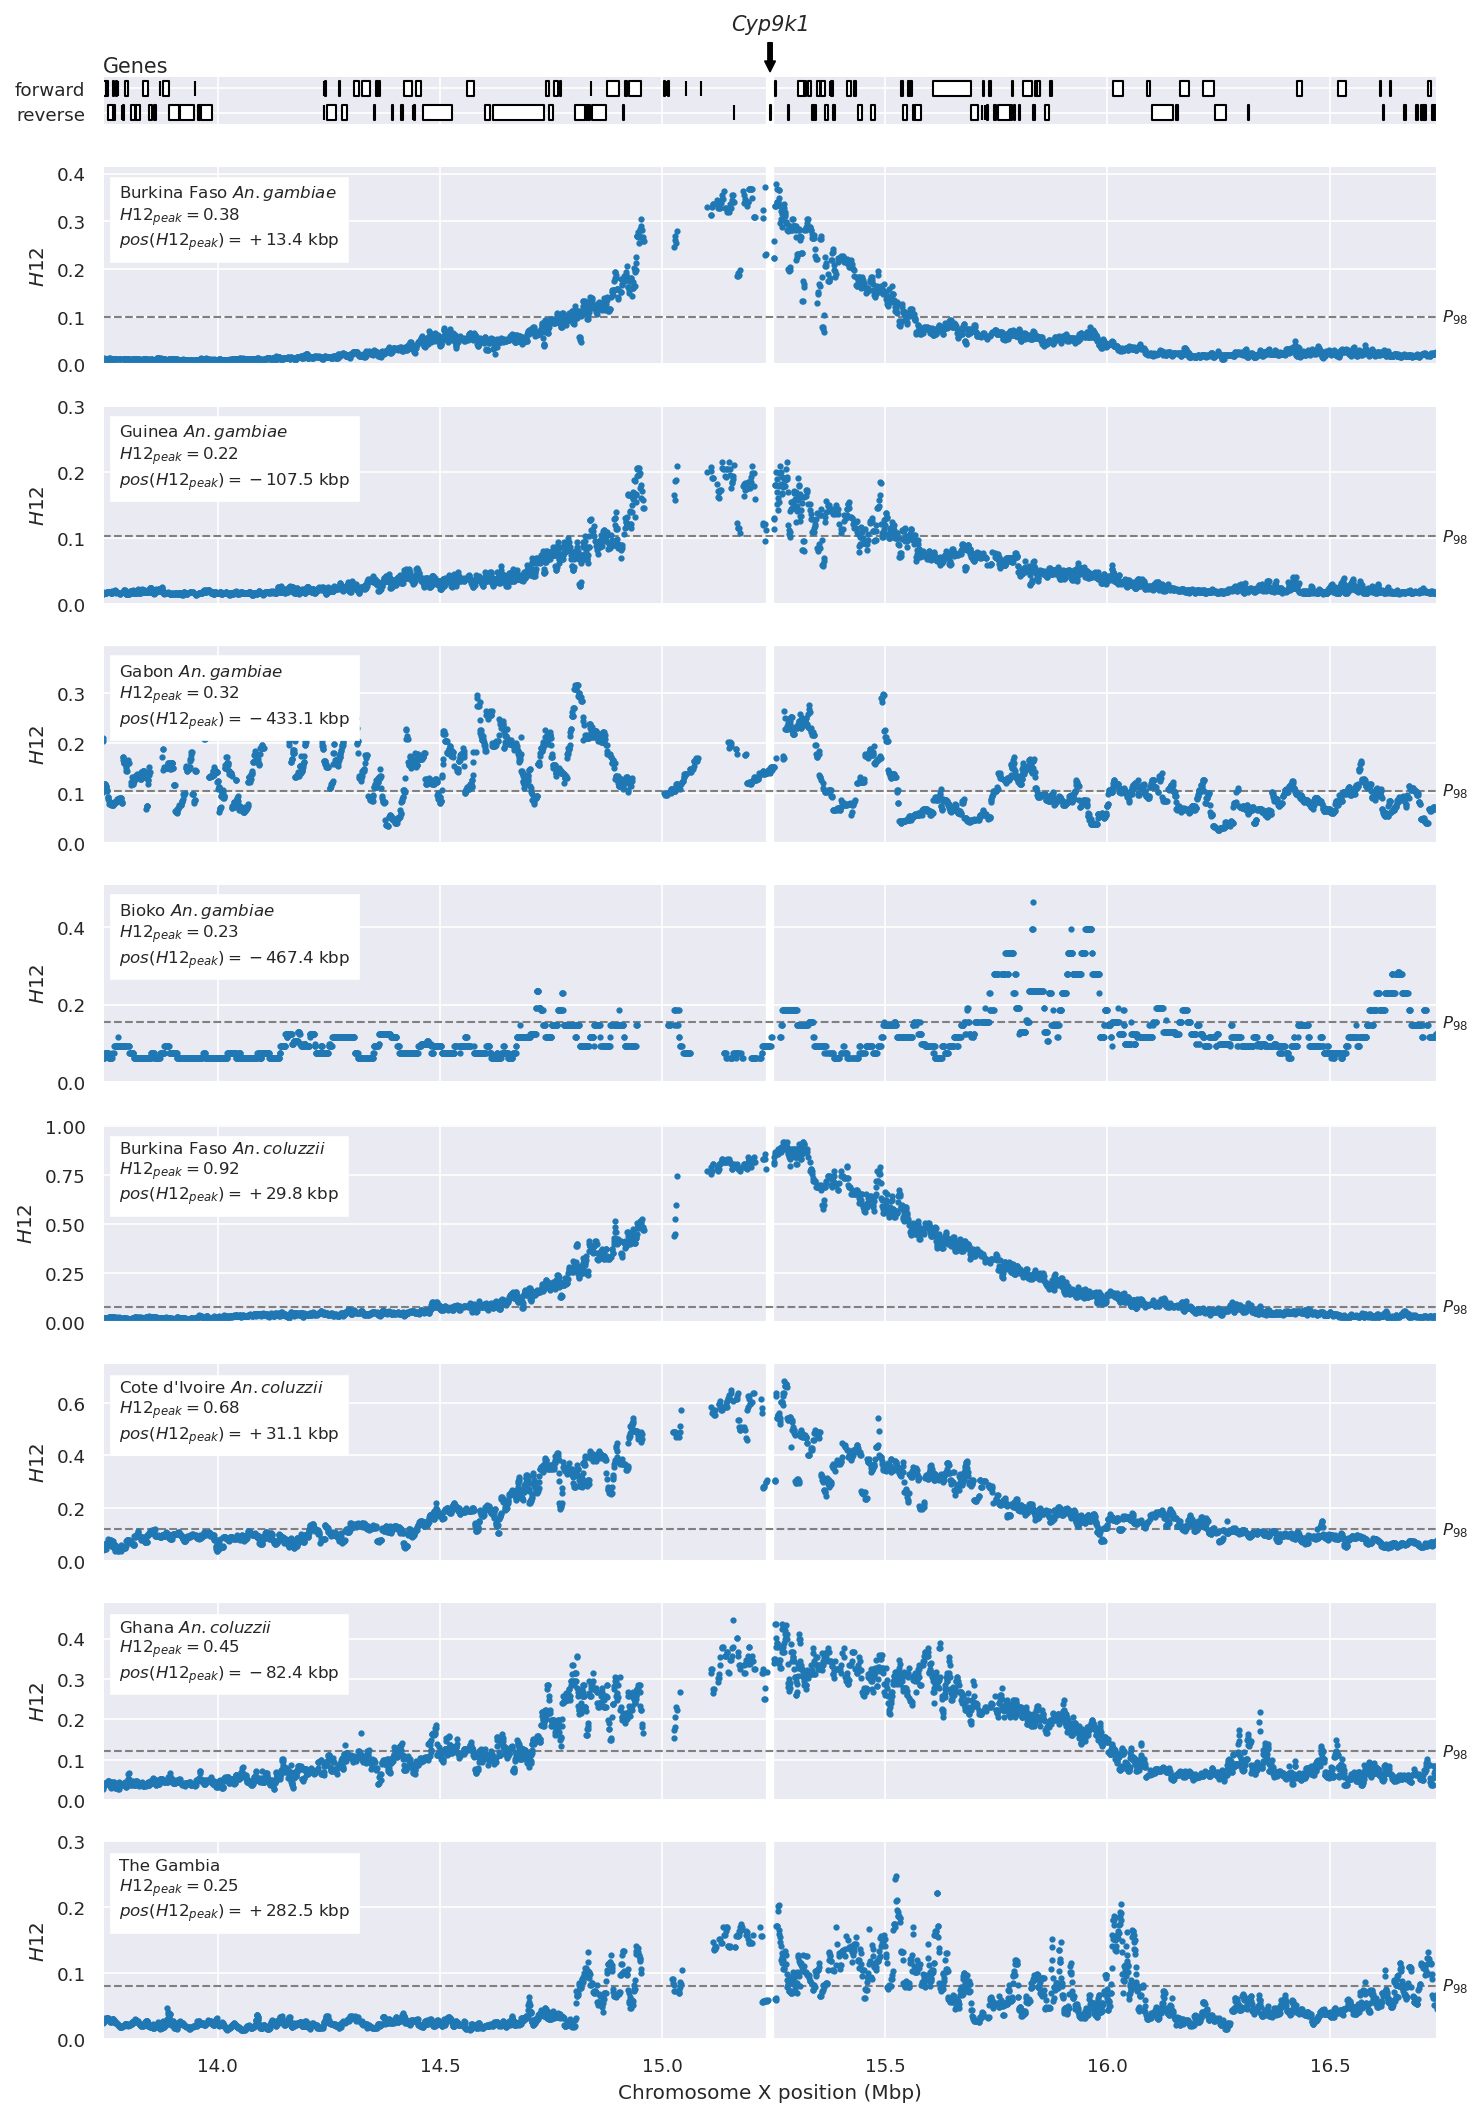 Cyp9k1
Genes
forward
reverse
0.4
0.3
0.2
0.1
0.0
H12
Burkina Faso An. gambiae
H12peak = 0.38
pos(H12peak) = + 13.4 kbp
P98
0.3
0.2
0.1
0.0
H12
Guinea An. gambiae
H12peak = 0.22
pos(H12peak) = − 107.5 kbp
P98
0.3
0.2
0.1
0.0
H12
Gabon An. gambiae
H12peak = 0.32
pos(H12peak) = − 433.1 kbp
P98
0.4
0.2
0.0
H12
Bioko An. gambiae
H12peak = 0.23
pos(H12peak) = − 467.4 kbp
P98
1.00
0.75
0.50
0.25
0.00
H12
Burkina Faso An. coluzzii
H12peak = 0.92
pos(H12peak) = + 29.8 kbp
P98
0.6
0.4
0.2
0.0
H12
Cote d'Ivoire An. coluzzii
H12peak = 0.68
pos(H12peak) = + 31.1 kbp
P98
0.4
0.3
0.2
0.1
0.0
H12
Ghana An. coluzzii
H12peak = 0.45
pos(H12peak) = − 82.4 kbp
P98
0.3
0.2
0.1
0.0
H12
The Gambia
H12peak = 0.25
pos(H12peak) = + 282.5 kbp
P98
14.0 14.5 15.0 15.5 16.0 16.5
Chromosome X position (Mbp)